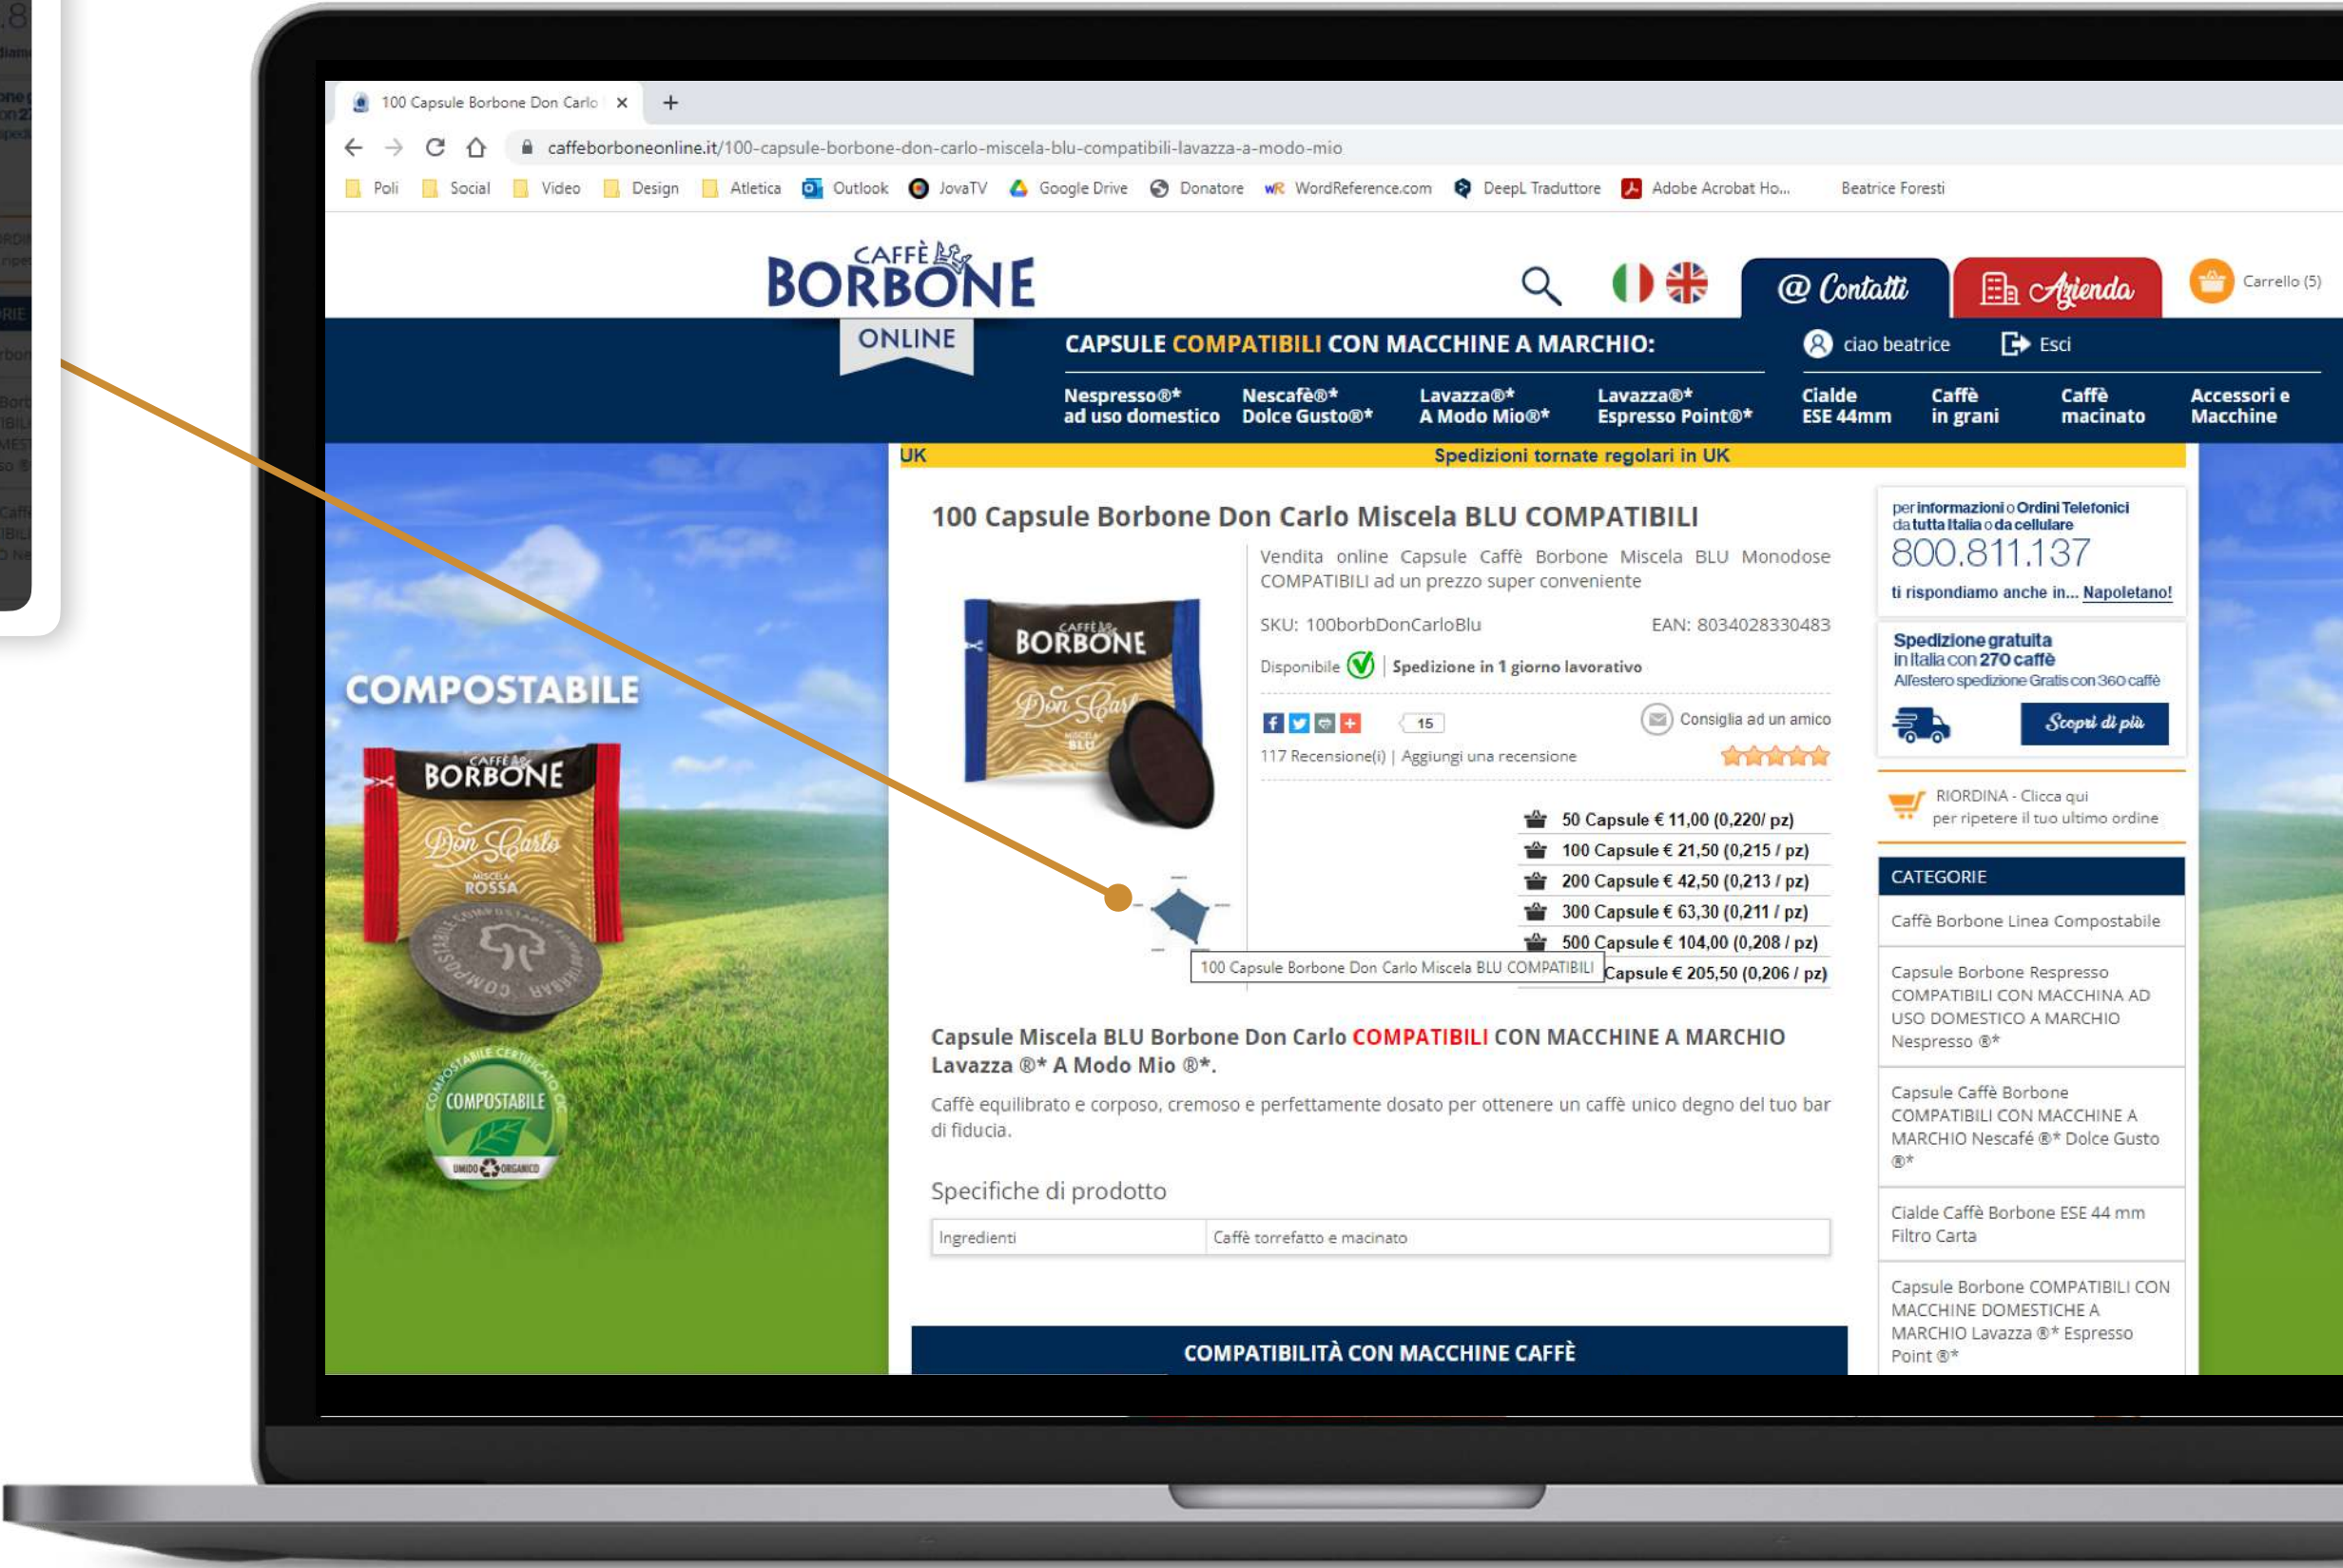 100 Capsule Borbone Don Carlo
caffeborboneonline.it/100-capsule-borbone-don-carlo-miscela-blu-compatibili-lavazza-a-modo-mio
Poli Social Video Design Atletica Outlook JovaTV Google Drive Donatore WordReference.com DeepL Traduttore Adobe Acrobat Ho... Beatrice Foresti
CAFFÈ
BORBONE
ONLINE
@ Contatti
Azienda
Carrello (5)
CAPSULE COMPATIBILI CON MACCHINE A MARCHIO:
ciao beatrice
Esci
Nespresso®*
ad uso domestico
Nescafè®*
Dolce Gusto®*
Lavazza®*
A Modo Mio®*
Lavazza®*
Espresso Point®*
Cialde
ESE 44mm
Caffè
in grani
Caffè
macinato
Accessori e
Macchine
UK Spedizioni tornate regolari in UK
COMPOSTABILE
CAFFÈ
BORBONE
Don Carlo
MISCELA
ROSSA
COMPOSTABILE
UMIDO ORGANICO
100 Capsule Borbone Don Carlo Miscela BLU COMPATIBILI
CAFFÈ
BORBONE
Don Carl
MISCELA
BLU
Vendita online Capsule Caffè Borbone Miscela BLU Monodose
COMPATIBILI ad un prezzo super conveniente
SKU: 100borbDonCarloBlu EAN: 8034028330483
Disponibile | Spedizione in 1 giorno lavorativo
15
Consiglia ad un amico
117 Recensione(i) | Aggiungi una recensione
50 Capsule € 11,00 (0,220/ pz)
100 Capsule € 21,50 (0,215 / pz)
200 Capsule € 42,50 (0,213 / pz)
300 Capsule € 63,30 (0,211 / pz)
500 Capsule € 104,00 (0,208 / pz)
Capsule € 205,50 (0,206 / pz)
100 Capsule Borbone Don Carlo Miscela BLU COMPATIBILI
Capsule Miscela BLU Borbone Don Carlo COMPATIBILI CON MACCHINE A MARCHIO
Lavazza ®* A Modo Mio ®*.
Caffè equilibrato e corposo, cremoso e perfettamente dosato per ottenere un caffè unico degno del tuo bar
di fiducia.
Specifiche di prodotto
Ingredienti Caffè torrefatto e macinato
COMPATIBILITÀ CON MACCHINE CAFFÈ
per informazioni o Ordini Telefonici
da tutta Italia o da cellulare
800.811.137
ti rispondiamo anche in... Napoletano!
Spedizione gratuita
in Italia con 270 caffè
All'estero spedizione Gratis con 360 caffè
Scopri di più
RIORDINA - Clicca qui
per ripetere il tuo ultimo ordine
CATEGORIE
Caffè Borbone Linea Compostabile
Capsule Borbone Respresso
COMPATIBILI CON MACCHINA AD
USO DOMESTICO A MARCHIO
Nespresso ®*
Capsule Caffè Borbone
COMPATIBILI CON MACCHINE A
MARCHIO Nescafé ®* Dolce Gusto
®*
Cialde Caffè Borbone ESE 44 mm
Filtro Carta
Capsule Borbone COMPATIBILI CON
MACCHINE DOMESTICHE A
MARCHIO Lavazza ®* Espresso
Point ®*